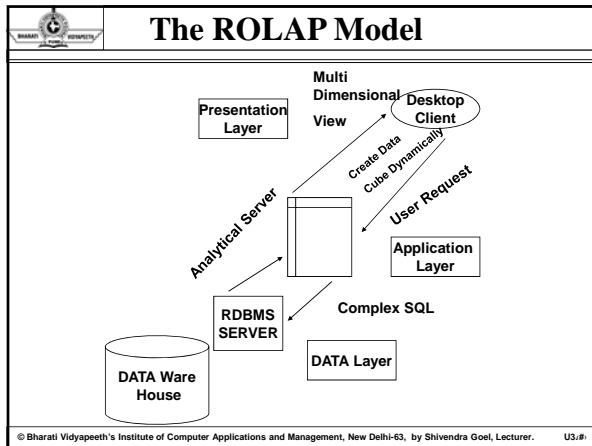 BHARATI
VIDYAPEETH
The ROLAP Model
Multi
Dimensional
View
Presentation
Layer
Desktop
Client
Create Data
Cube Dynamically
User Request
Analytical Server
Application
Layer
Complex SQL
RDBMS
SERVER
DATA Layer
DATA Ware
House
© Bharati Vidyapeeth's Institute of Computer Applications and Management, New Delhi-63, by Shivendra Goel, Lecturer.